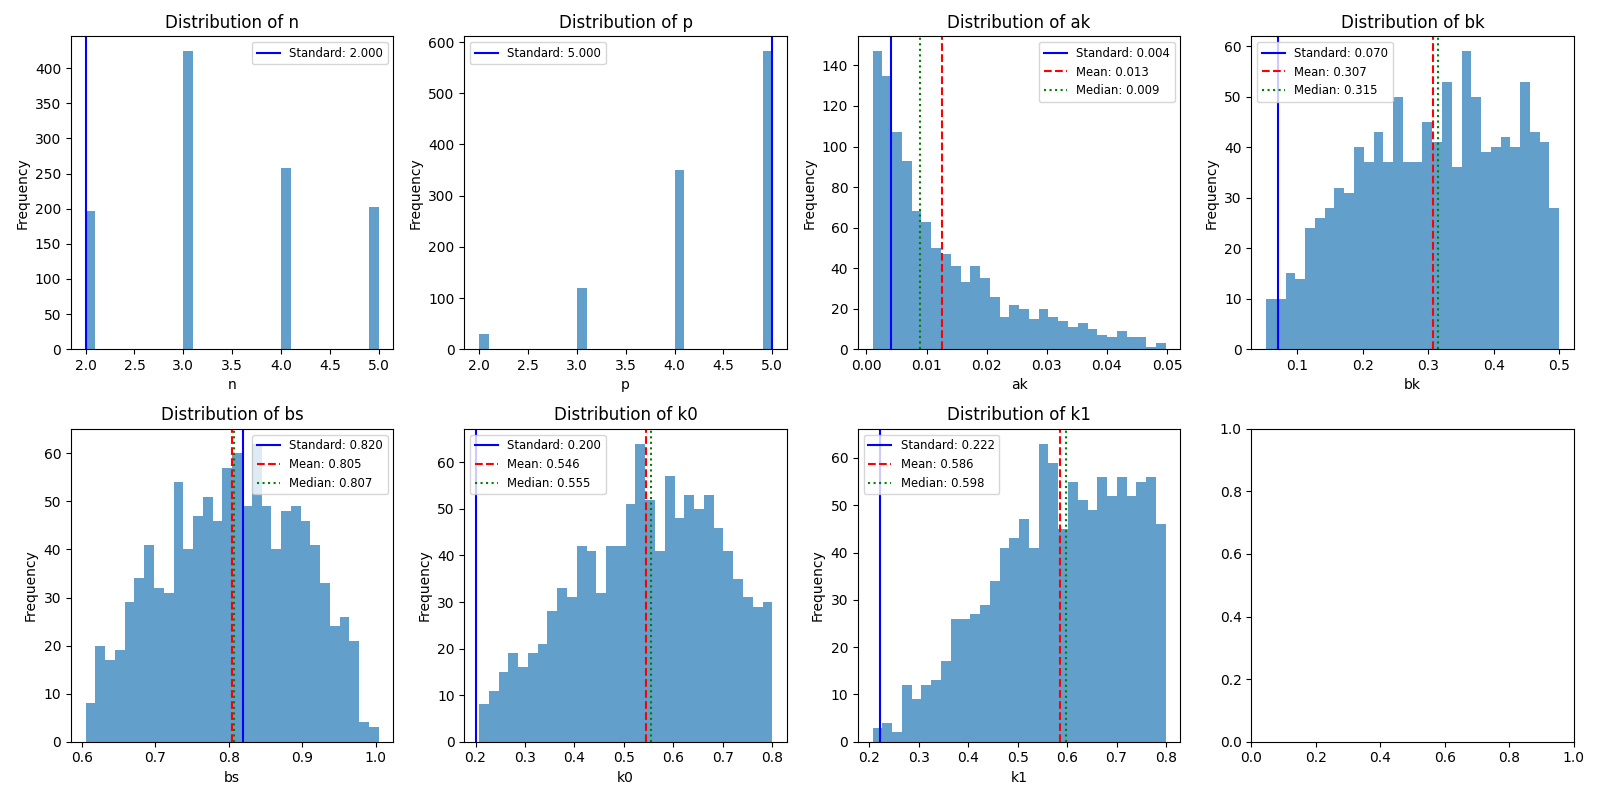 Distribution of n
Standard: 2.000
400
350
300
250
200
150
100
50
0
Frequency
2.0 2.5 3.0 3.5 4.0 4.5 5.0
n
Distribution of p
Standard: 5.000
600
500
400
300
200
100
0
Frequency
2.0 2.5 3.0 3.5 4.0 4.5 5.0
p
Distribution of ak
Standard: 0.004
Mean: 0.013
Median: 0.009
140
120
100
80
60
40
20
0
Frequency
0.00 0.01 0.02 0.03 0.04 0.05
ak
Distribution of bk
Standard: 0.070
Mean: 0.307
Median: 0.315
60
50
40
30
20
10
0
Frequency
0.1 0.2 0.3 0.4 0.5
bk
Distribution of bs
Standard: 0.820
Mean: 0.805
Median: 0.807
60
50
40
30
20
10
0
Frequency
0.6 0.7 0.8 0.9 1.0
bs
Distribution of k0
Standard: 0.200
Mean: 0.546
Median: 0.555
60
50
40
30
20
10
0
Frequency
0.2 0.3 0.4 0.5 0.6 0.7 0.8
k0
Distribution of k1
Standard: 0.222
Mean: 0.586
Median: 0.598
60
50
40
30
20
10
0
Frequency
0.2 0.3 0.4 0.5 0.6 0.7 0.8
k1
1.0
0.8
0.6
0.4
0.2
0.0
0.0 0.2 0.4 0.6 0.8 1.0